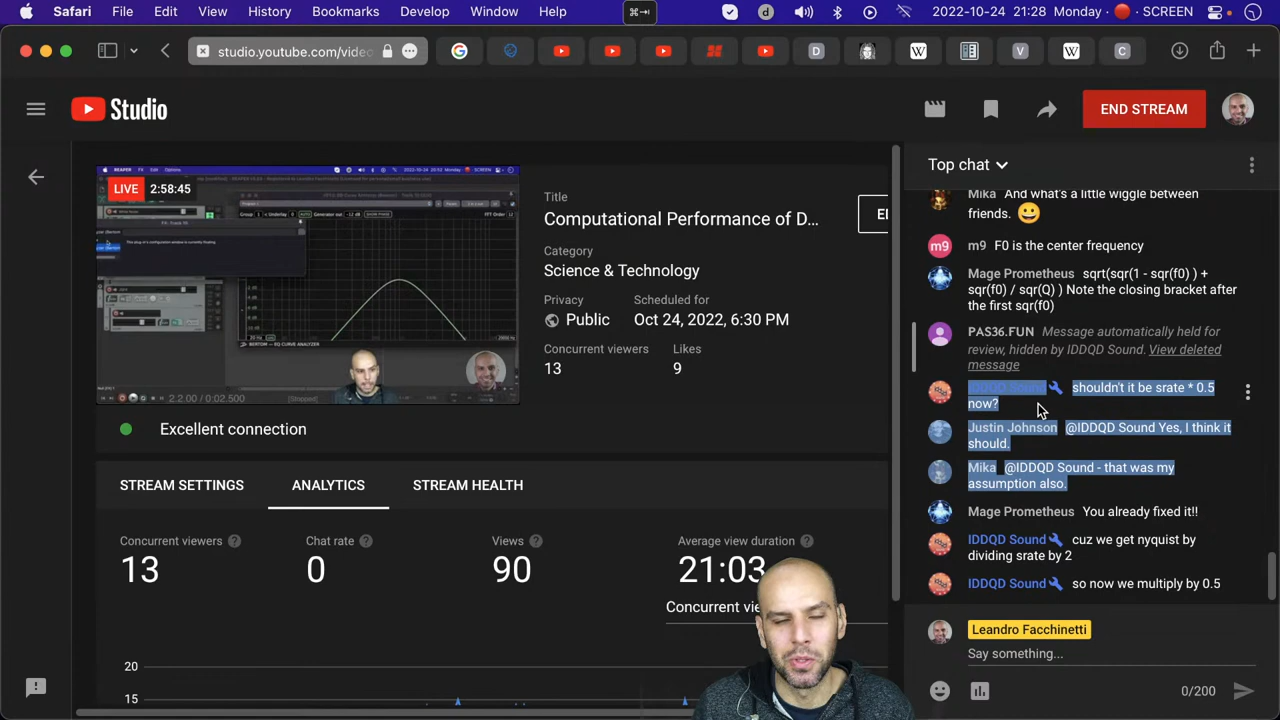 Safari File Edit View History Bookmarks Develop Window Help 2022-10-24 21:28 Monday SCREEN
studio.youtube.com/video
Studio
END STREAM
LIVE 2:58:45
Title
Computational Performance of D...
Category
Science & Technology
Privacy
Public
Scheduled for
Oct 24, 2022, 6:30 PM
Concurrent viewers
13
Likes
9
Excellent connection
STREAM SETTINGS ANALYTICS STREAM HEALTH
Concurrent viewers
13
Chat rate
0
Views
90
Average view duration
21:03
Concurrent vie
20
15
Top chat
Mika And what's a little wiggle between
friends. 😀
m9 F0 is the center frequency
Mage Prometheus sqrt(sqr(1 - sqr(f0) ) +
sqr(f0) / sqr(Q) ) Note the closing bracket after
the first sqr(f0)
PAS36.FUN Message automatically held for
review, hidden by IDDQD Sound. View deleted
message
IDDQD Sound shouldn't it be srate * 0.5
now?
Justin Johnson @IDDQD Sound Yes, I think it
should.
Mika @IDDQD Sound - that was my
assumption also.
Mage Prometheus You already fixed it!!
IDDQD Sound cuz we get nyquist by
dividing srate by 2
IDDQD Sound so now we multiply by 0.5
Leandro Facchinetti
Say something...
0/200